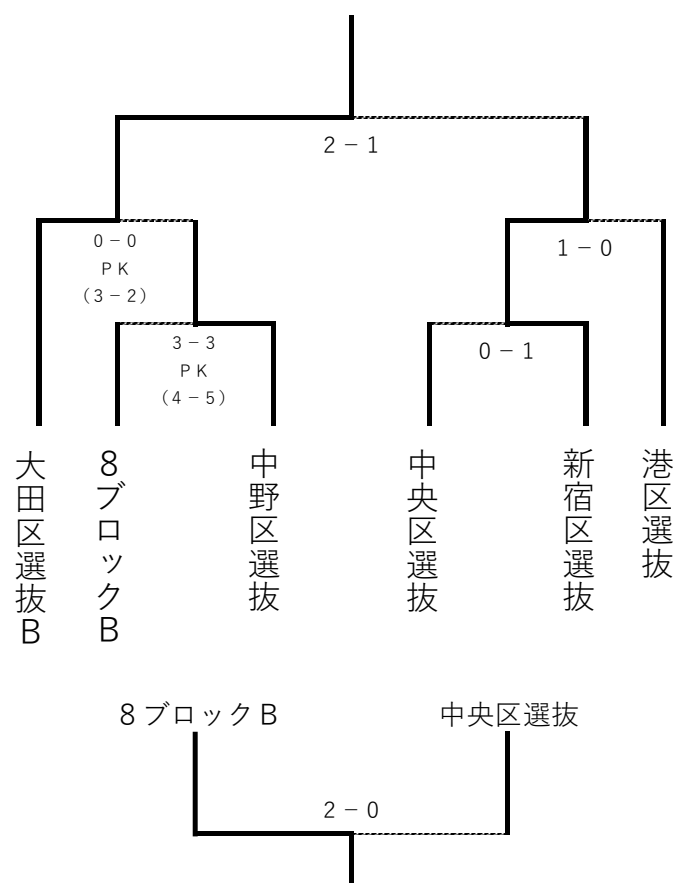 2－1
0－0
PK
（3－2）
1－0
3－3
PK
（4－5）
0－1
大田区選抜B
8ブロックB
中野区選抜
中央区選抜
新宿区選抜
港区選抜
8ブロックB
中央区選抜
2－0